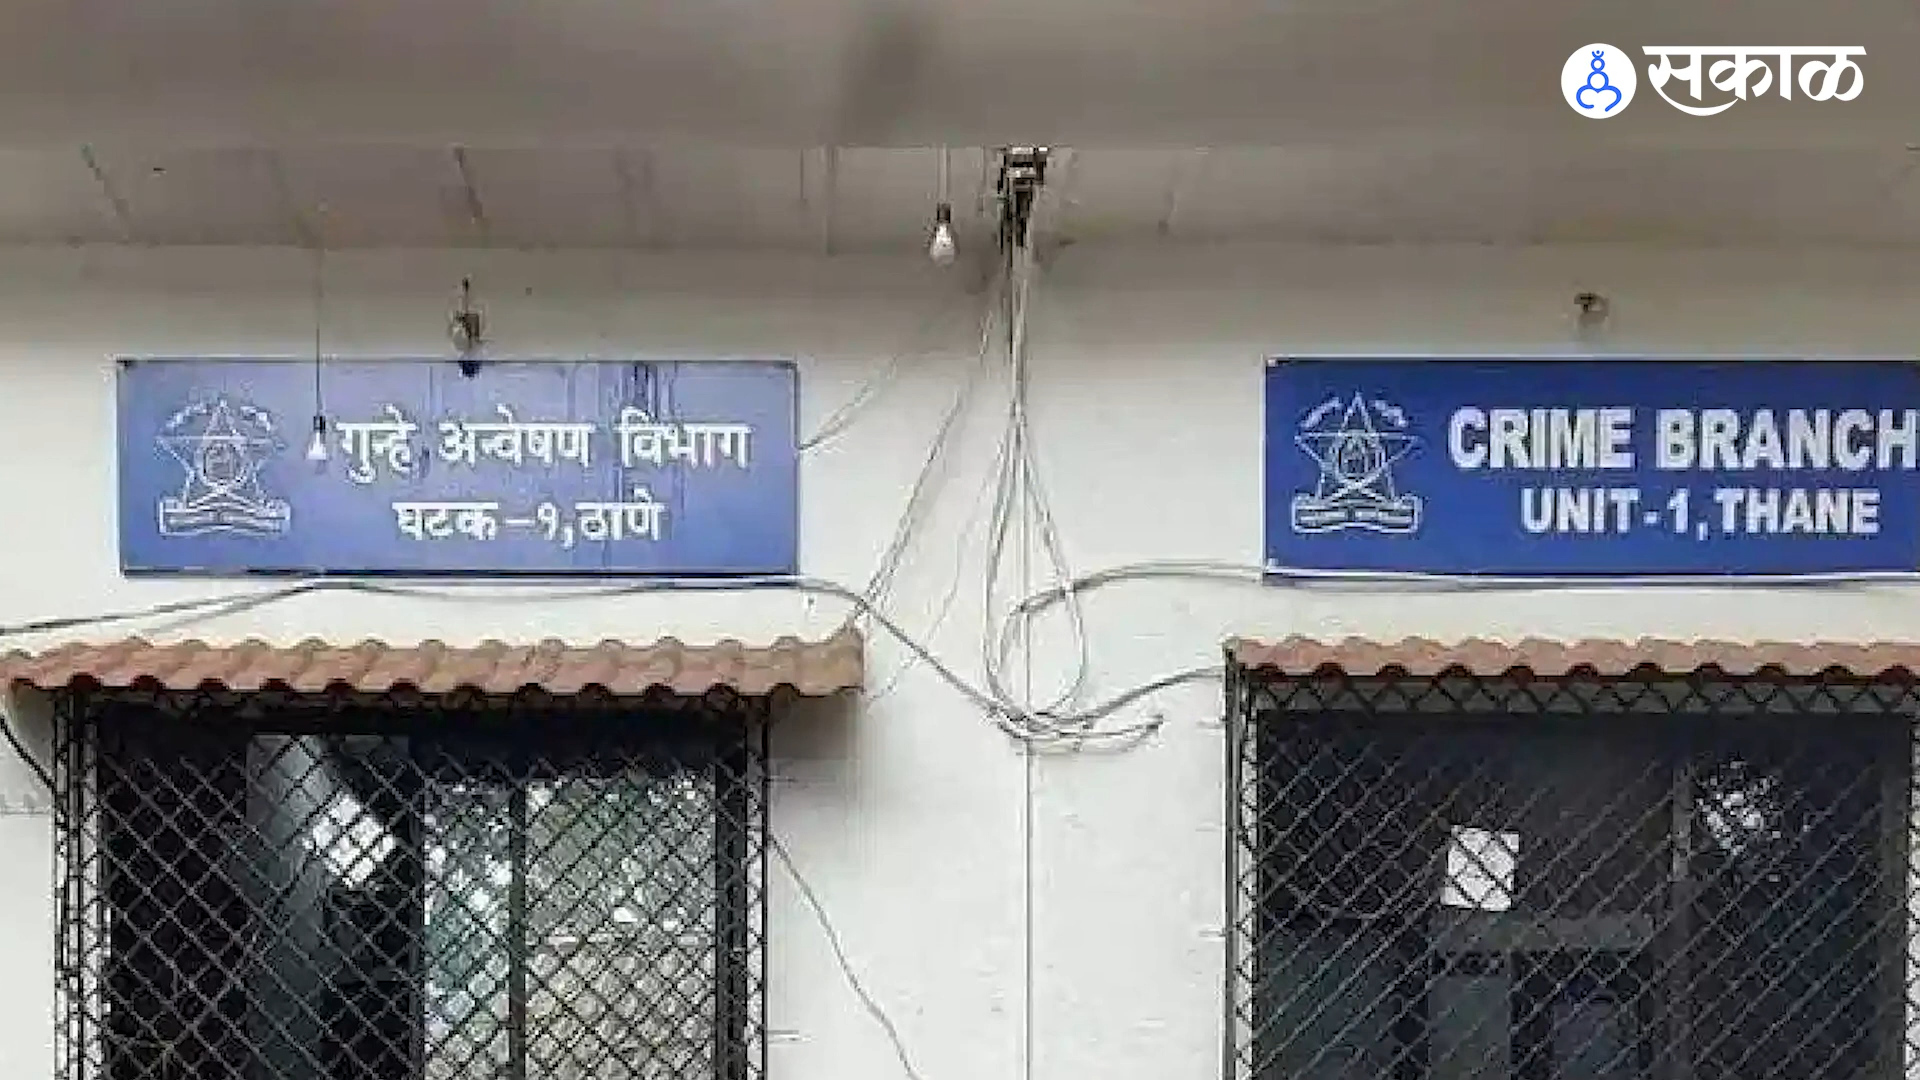 सकाळ
गुन्हे अन्वेषण विभाग
घटक –१, ठाणे
CRIME BRANCH
UNIT - 1, THANE